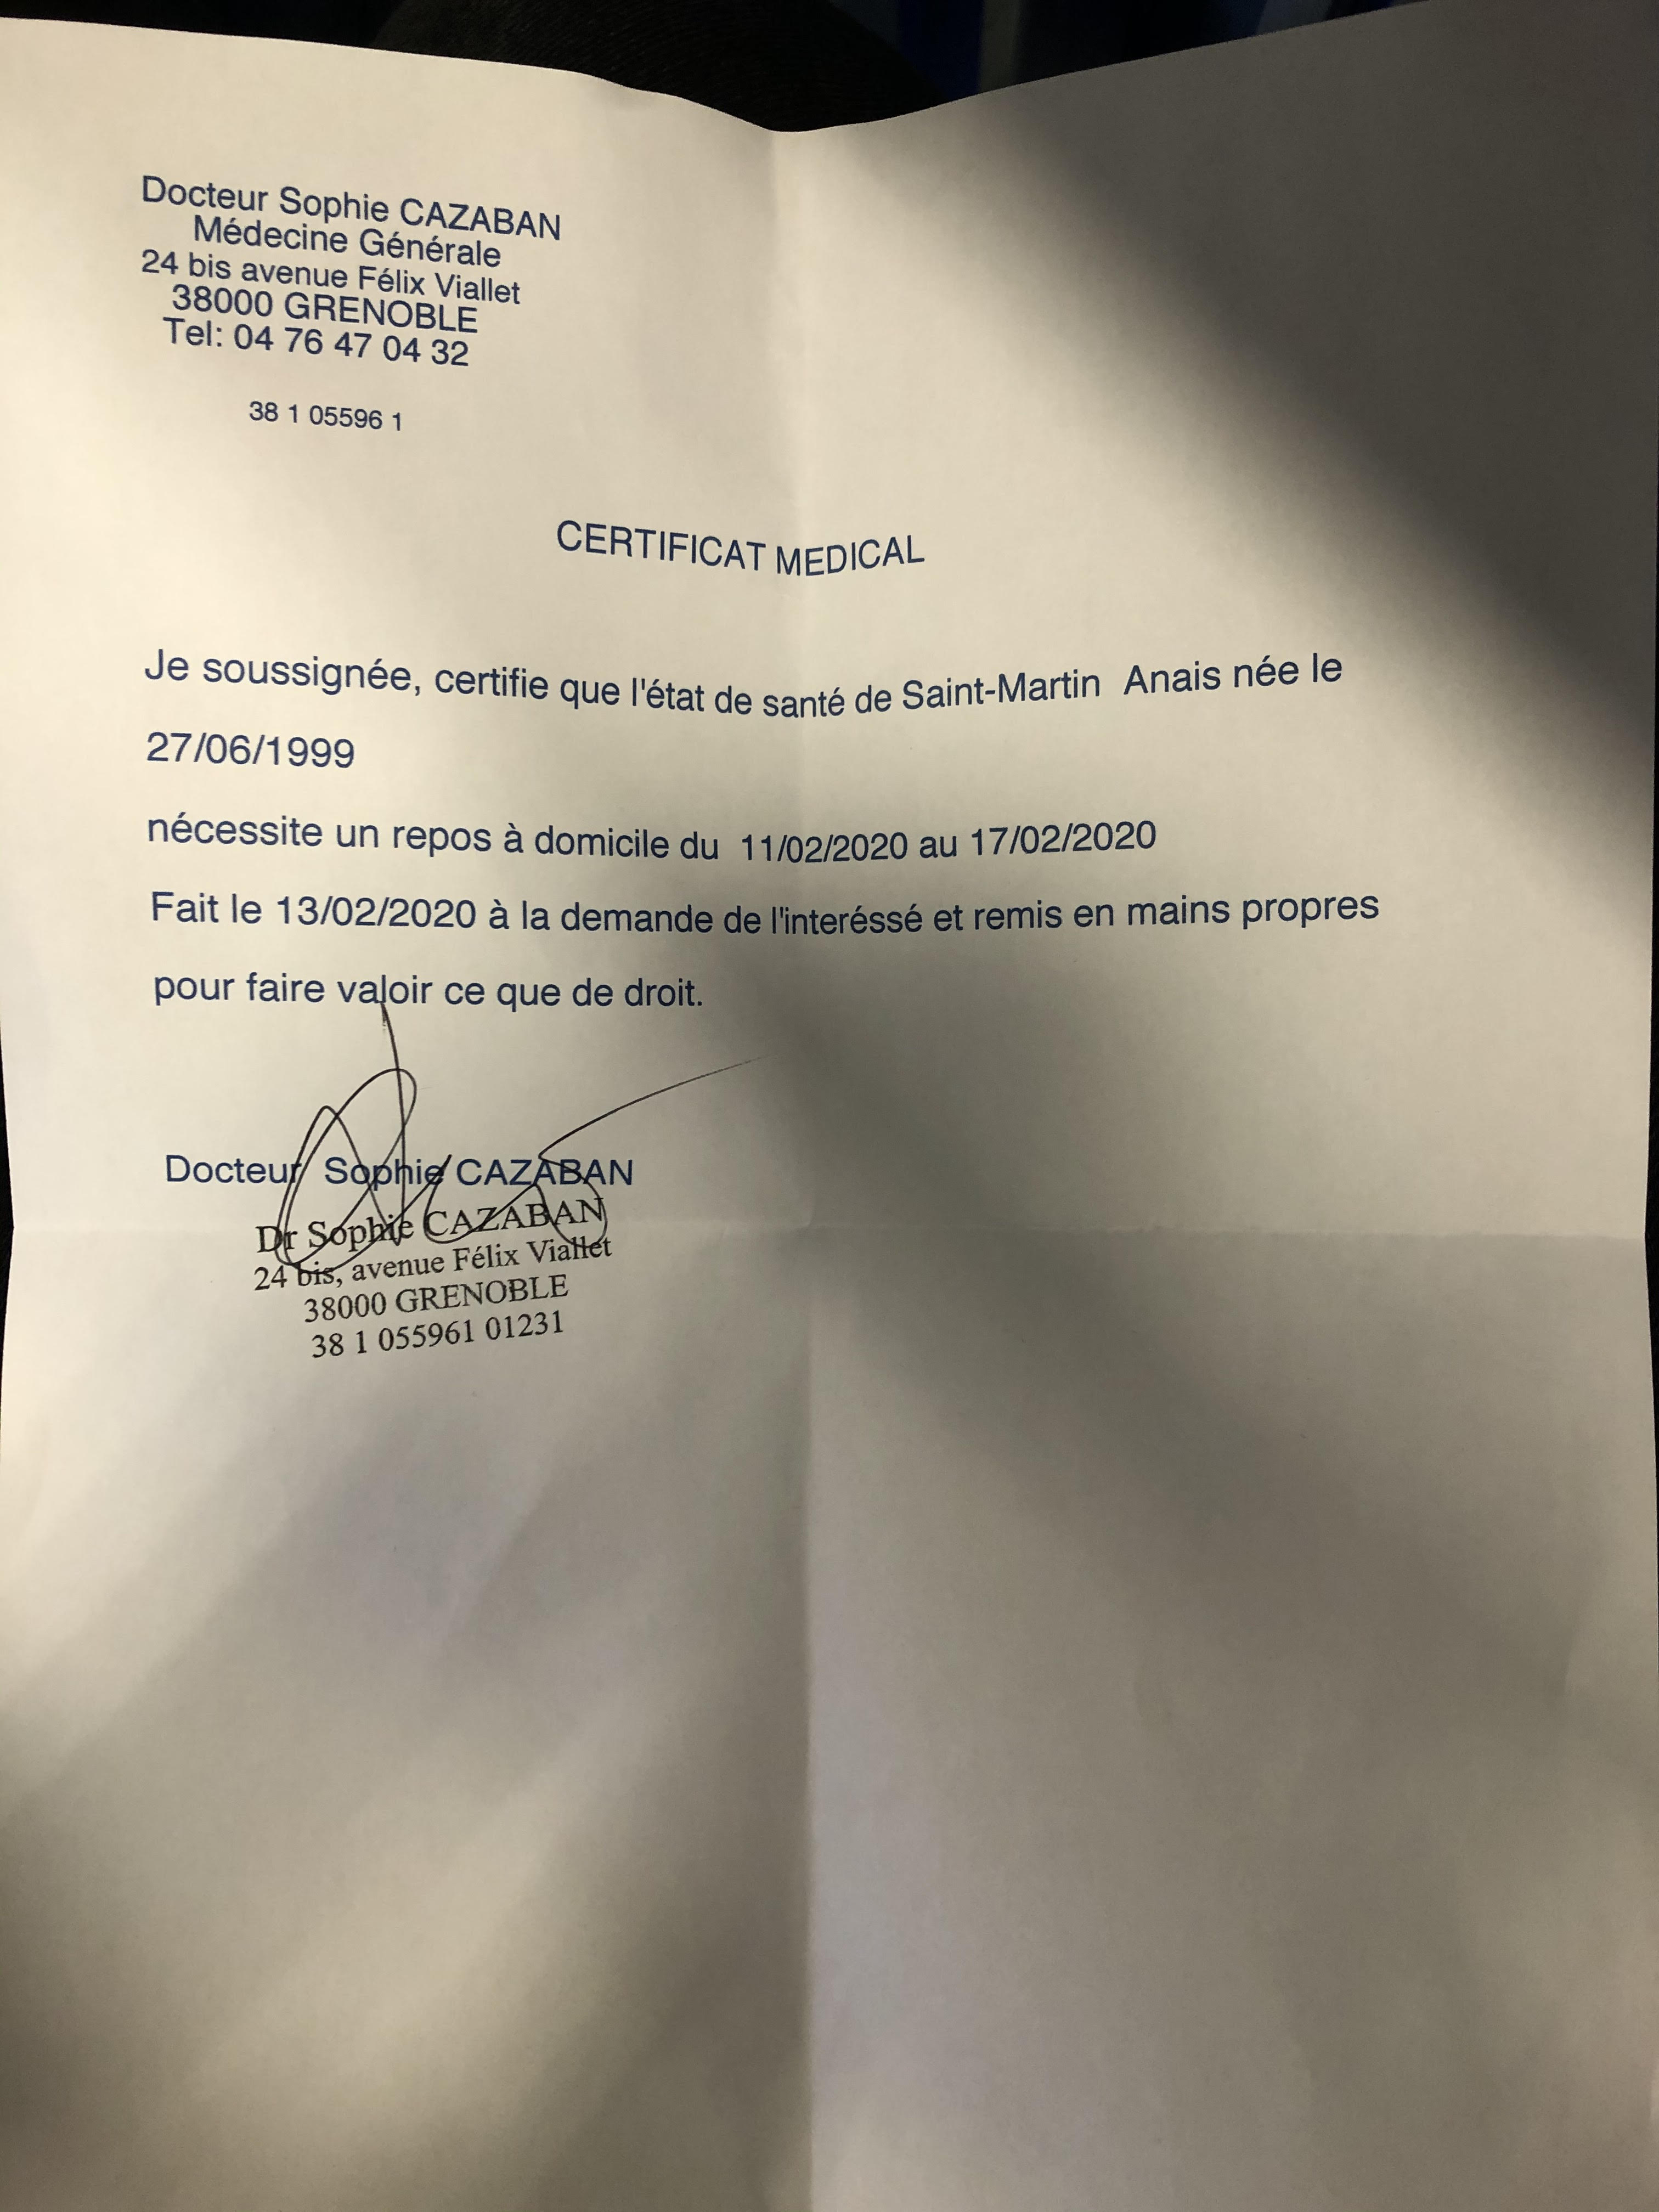 Docteur Sophie CAZABAN
Médecine Générale
24 bis avenue Félix Viallet
38000 GRENOBLE
Tel: 04 76 47 04 32
38 1 05596 1
CERTIFICAT MEDICAL
Je soussignée, certifie que l'état de santé de Saint-Martin Anais née le
27/06/1999
nécessite un repos à domicile du 11/02/2020 au 17/02/2020
Fait le 13/02/2020 à la demande de l'interéssé et remis en mains propres
pour faire valoir ce que de droit.
Docteur Sophie CAZABAN
Dr Sophie CAZABAN
24 bis, avenue Félix Viallet
38000 GRENOBLE
38 1 055961 01231